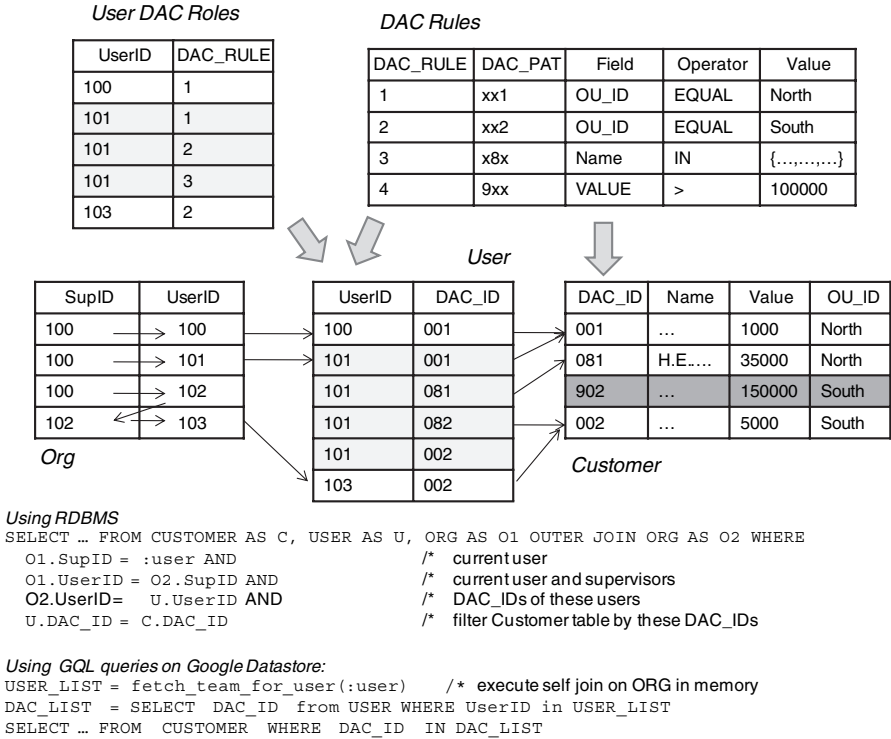 User DAC Roles
DAC Rules
UserID DAC_RULE
100 1
101 1
101 2
101 3
103 2
DAC_RULE DAC_PAT Field Operator Value
1 xx1 OU_ID EQUAL North
2 xx2 OU_ID EQUAL South
3 x8x Name IN {...,...,...}
4 9xx VALUE > 100000
User
SupID UserID
100 100
100 101
100 102
102 103
Org
UserID DAC_ID
100 001
101 001
101 081
101 082
101 002
103 002
DAC_ID Name Value OU_ID
001 ... 1000 North
081 H.E..... 35000 North
902 ... 150000 South
002 ... 5000 South
Customer
Using RDBMS
SELECT … FROM CUSTOMER AS C, USER AS U, ORG AS O1 OUTER JOIN ORG AS O2 WHERE
O1.SupID = :user AND /* current user
O1.UserID = O2.SupID AND /* current user and supervisors
O2.UserID= U.UserID AND /* DAC_IDs of these users
U.DAC_ID = C.DAC_ID /* filter Customer table by these DAC_IDs
Using GQL queries on Google Datastore:
USER_LIST = fetch_team_for_user(:user) /* execute self join on ORG in memory
DAC_LIST = SELECT DAC_ID from USER WHERE UserID in USER_LIST
SELECT … FROM CUSTOMER WHERE DAC_ID IN DAC_LIST